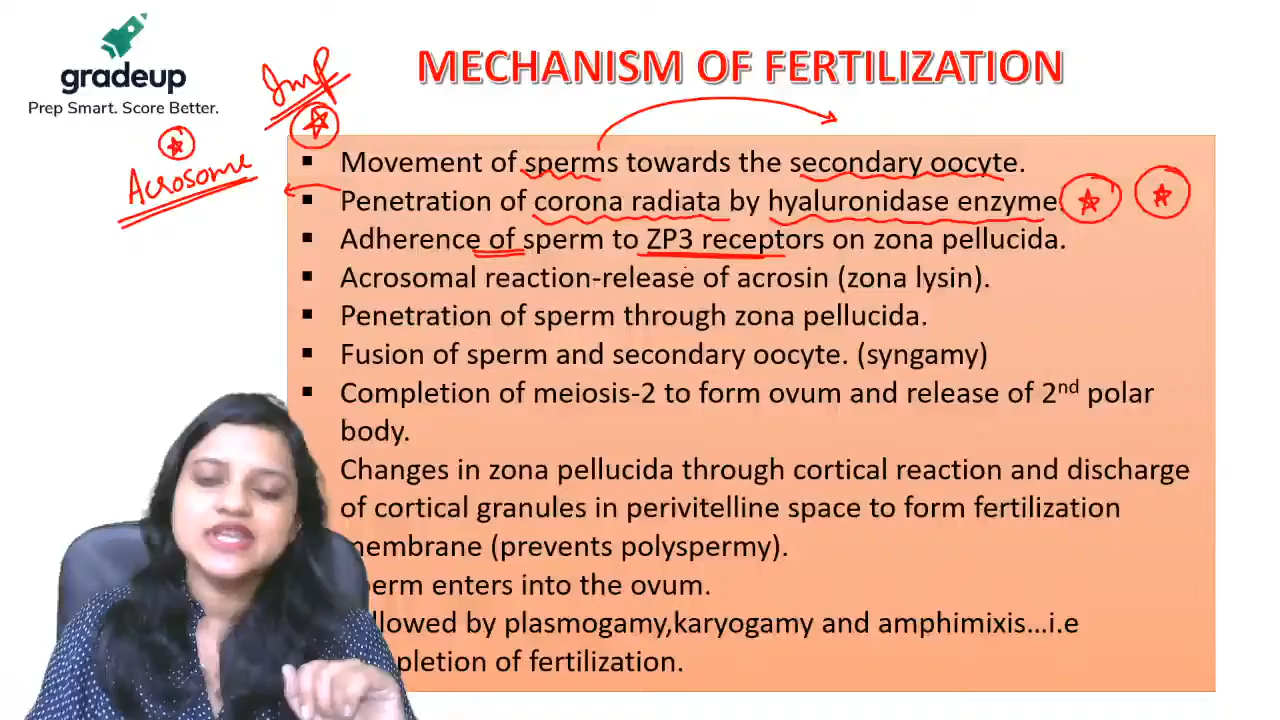 gradeup
Prep Smart. Score Better.
Imp
MECHANISM OF FERTILIZATION
Acrosome
▪ Movement of sperms towards the secondary oocyte.
▪ Penetration of corona radiata by hyaluronidase enzyme.
▪ Adherence of sperm to ZP3 receptors on zona pellucida.
▪ Acrosomal reaction-release of acrosin (zona lysin).
▪ Penetration of sperm through zona pellucida.
▪ Fusion of sperm and secondary oocyte. (syngamy)
▪ Completion of meiosis-2 to form ovum and release of 2nd polar
body.
Changes in zona pellucida through cortical reaction and discharge
of cortical granules in perivitelline space to form fertilization
membrane (prevents polyspermy).
sperm enters into the ovum.
by plasmogamy,karyogamy and amphimixis...i.e
of fertilization.